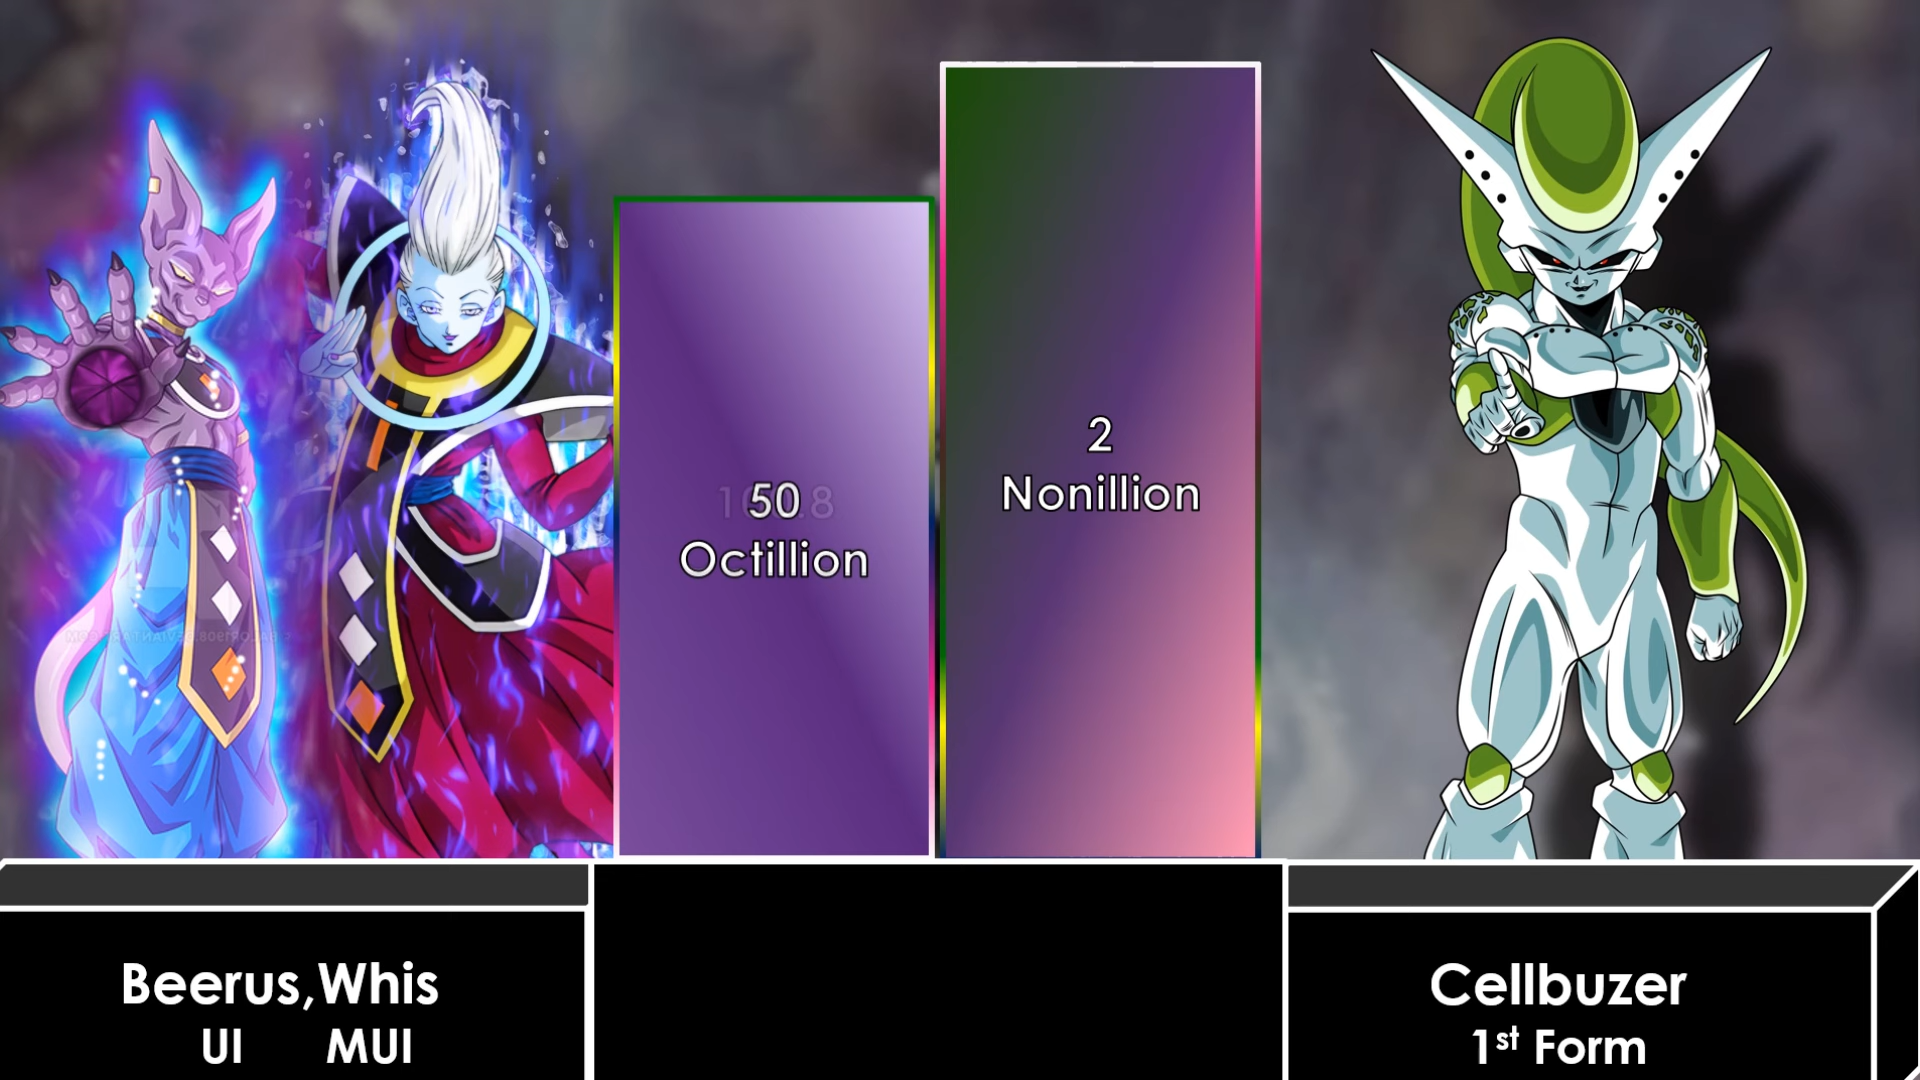 50
Octillion
2
Nonillion
Beerus,Whis
UI MUI
Cellbuzer
1st Form